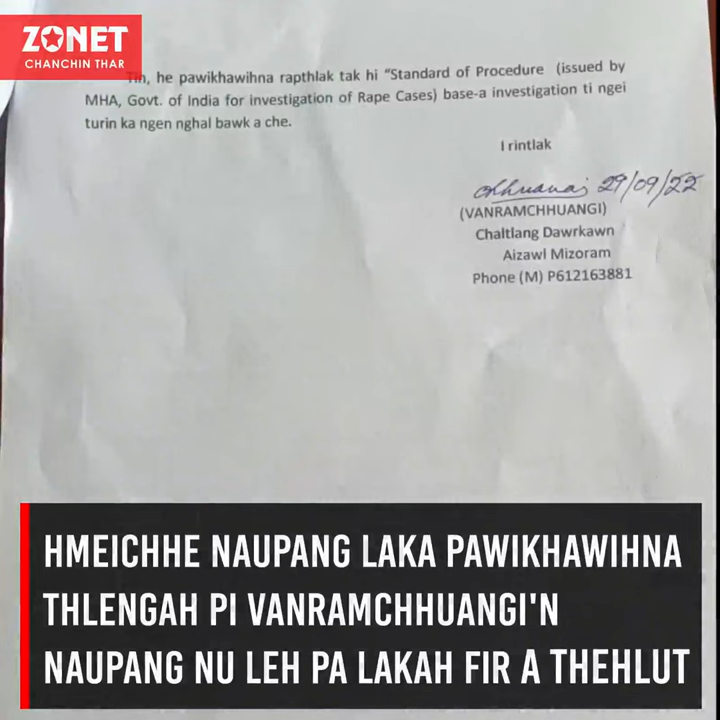 ZONET
CHANCHIN THAR
Tin, he pawikhawihna rapthlak tak hi “Standard of Procedure (issued by
MHA, Govt. of India for investigation of Rape Cases) base-a investigation ti ngei
turin ka ngen nghal bawk a che.
I rintlak
29/09/22
(VANRAMCHHUANGI)
Chaltlang Dawrkawn
Aizawl Mizoram
Phone (M) P612163881
HMEICHHE NAUPANG LAKA PAWIKHAWIHNA
THLENGAH PI VANRAMCHHUANGI'N
NAUPANG NU LEH PA LAKAH FIR A THEHLUT